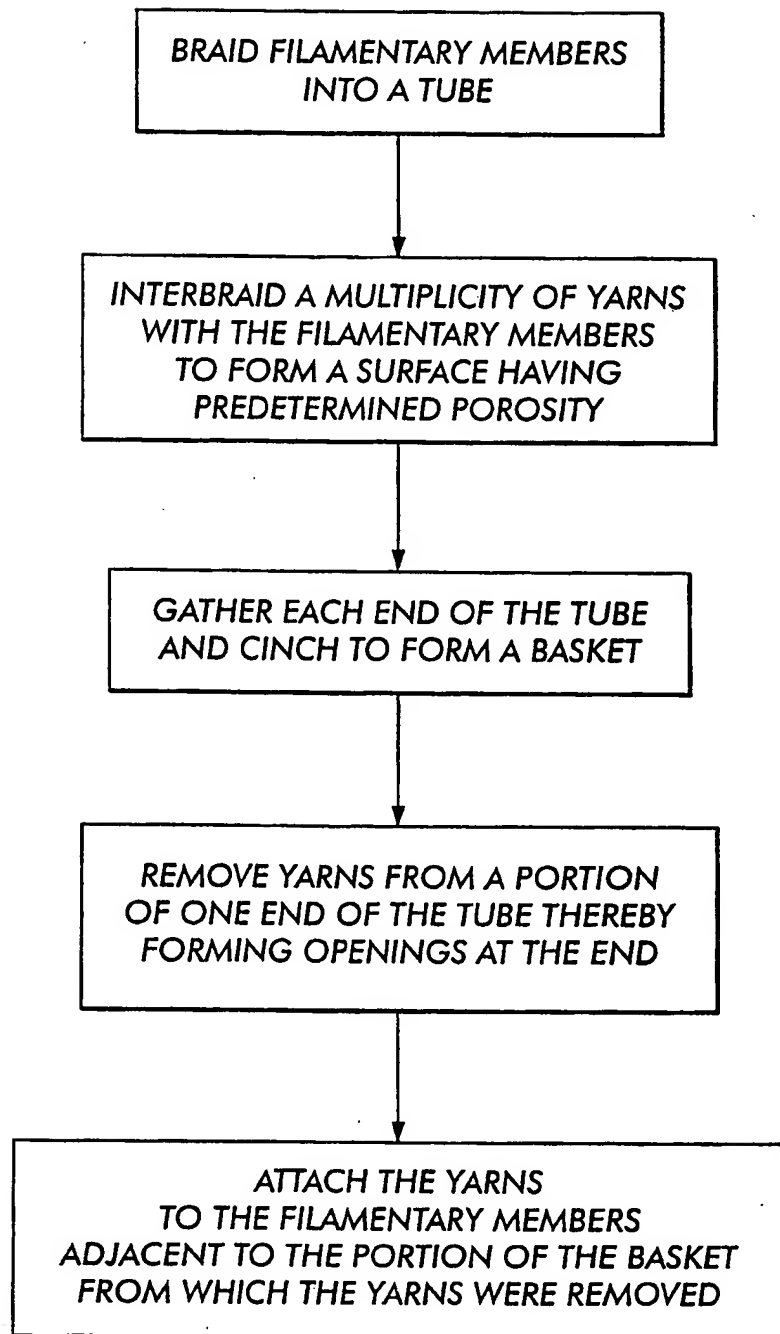 BRAID FILAMENTARY MEMBERS
INTO A TUBE
INTERBRAID A MULTIPLICITY OF YARNS
WITH THE FILAMENTARY MEMBERS
TO FORM A SURFACE HAVING
PREDETERMINED POROSITY
GATHER EACH END OF THE TUBE
AND CINCH TO FORM A BASKET
REMOVE YARNS FROM A PORTION
OF ONE END OF THE TUBE THEREBY
FORMING OPENINGS AT THE END
ATTACH THE YARNS
TO THE FILAMENTARY MEMBERS
ADJACENT TO THE PORTION OF THE BASKET
FROM WHICH THE YARNS WERE REMOVED